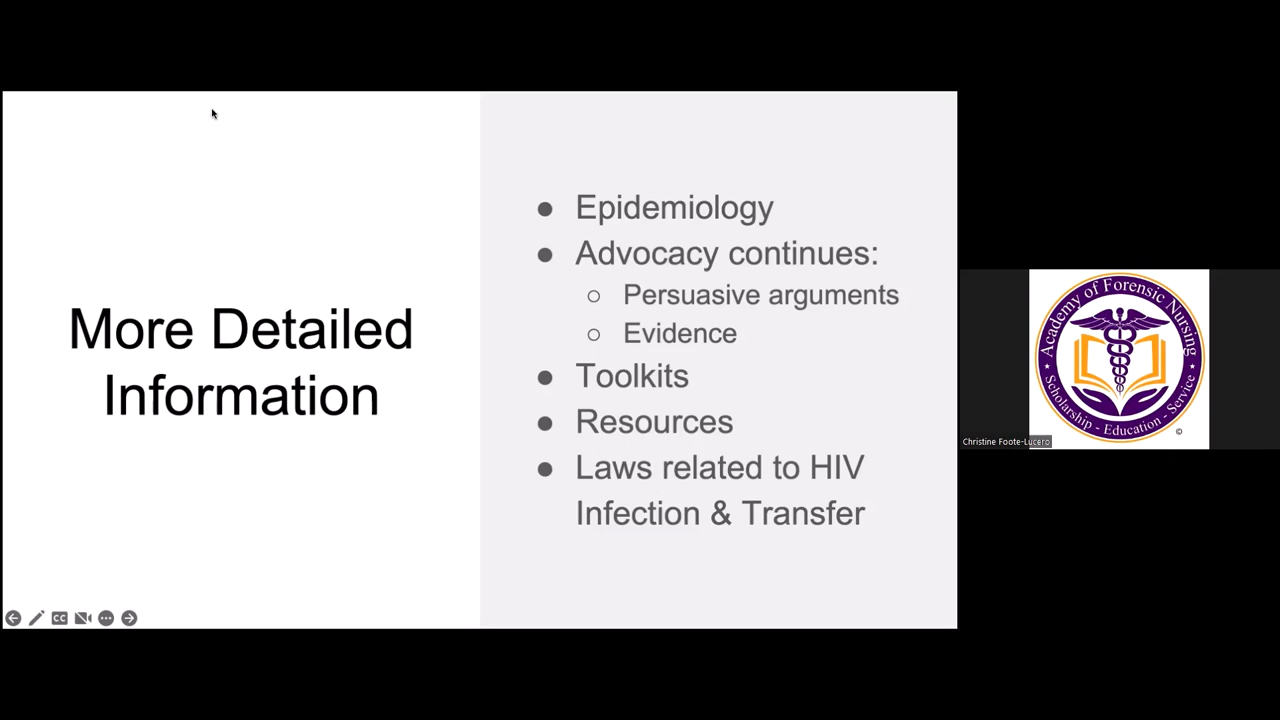 More Detailed
Information
● Epidemiology
● Advocacy continues:
○ Persuasive arguments
○ Evidence
● Toolkits
● Resources
● Laws related to HIV
Infection & Transfer
CC
Academy of Forensic Nursing
Scholarship - Education - Service
©
Christine Foote-Lucero